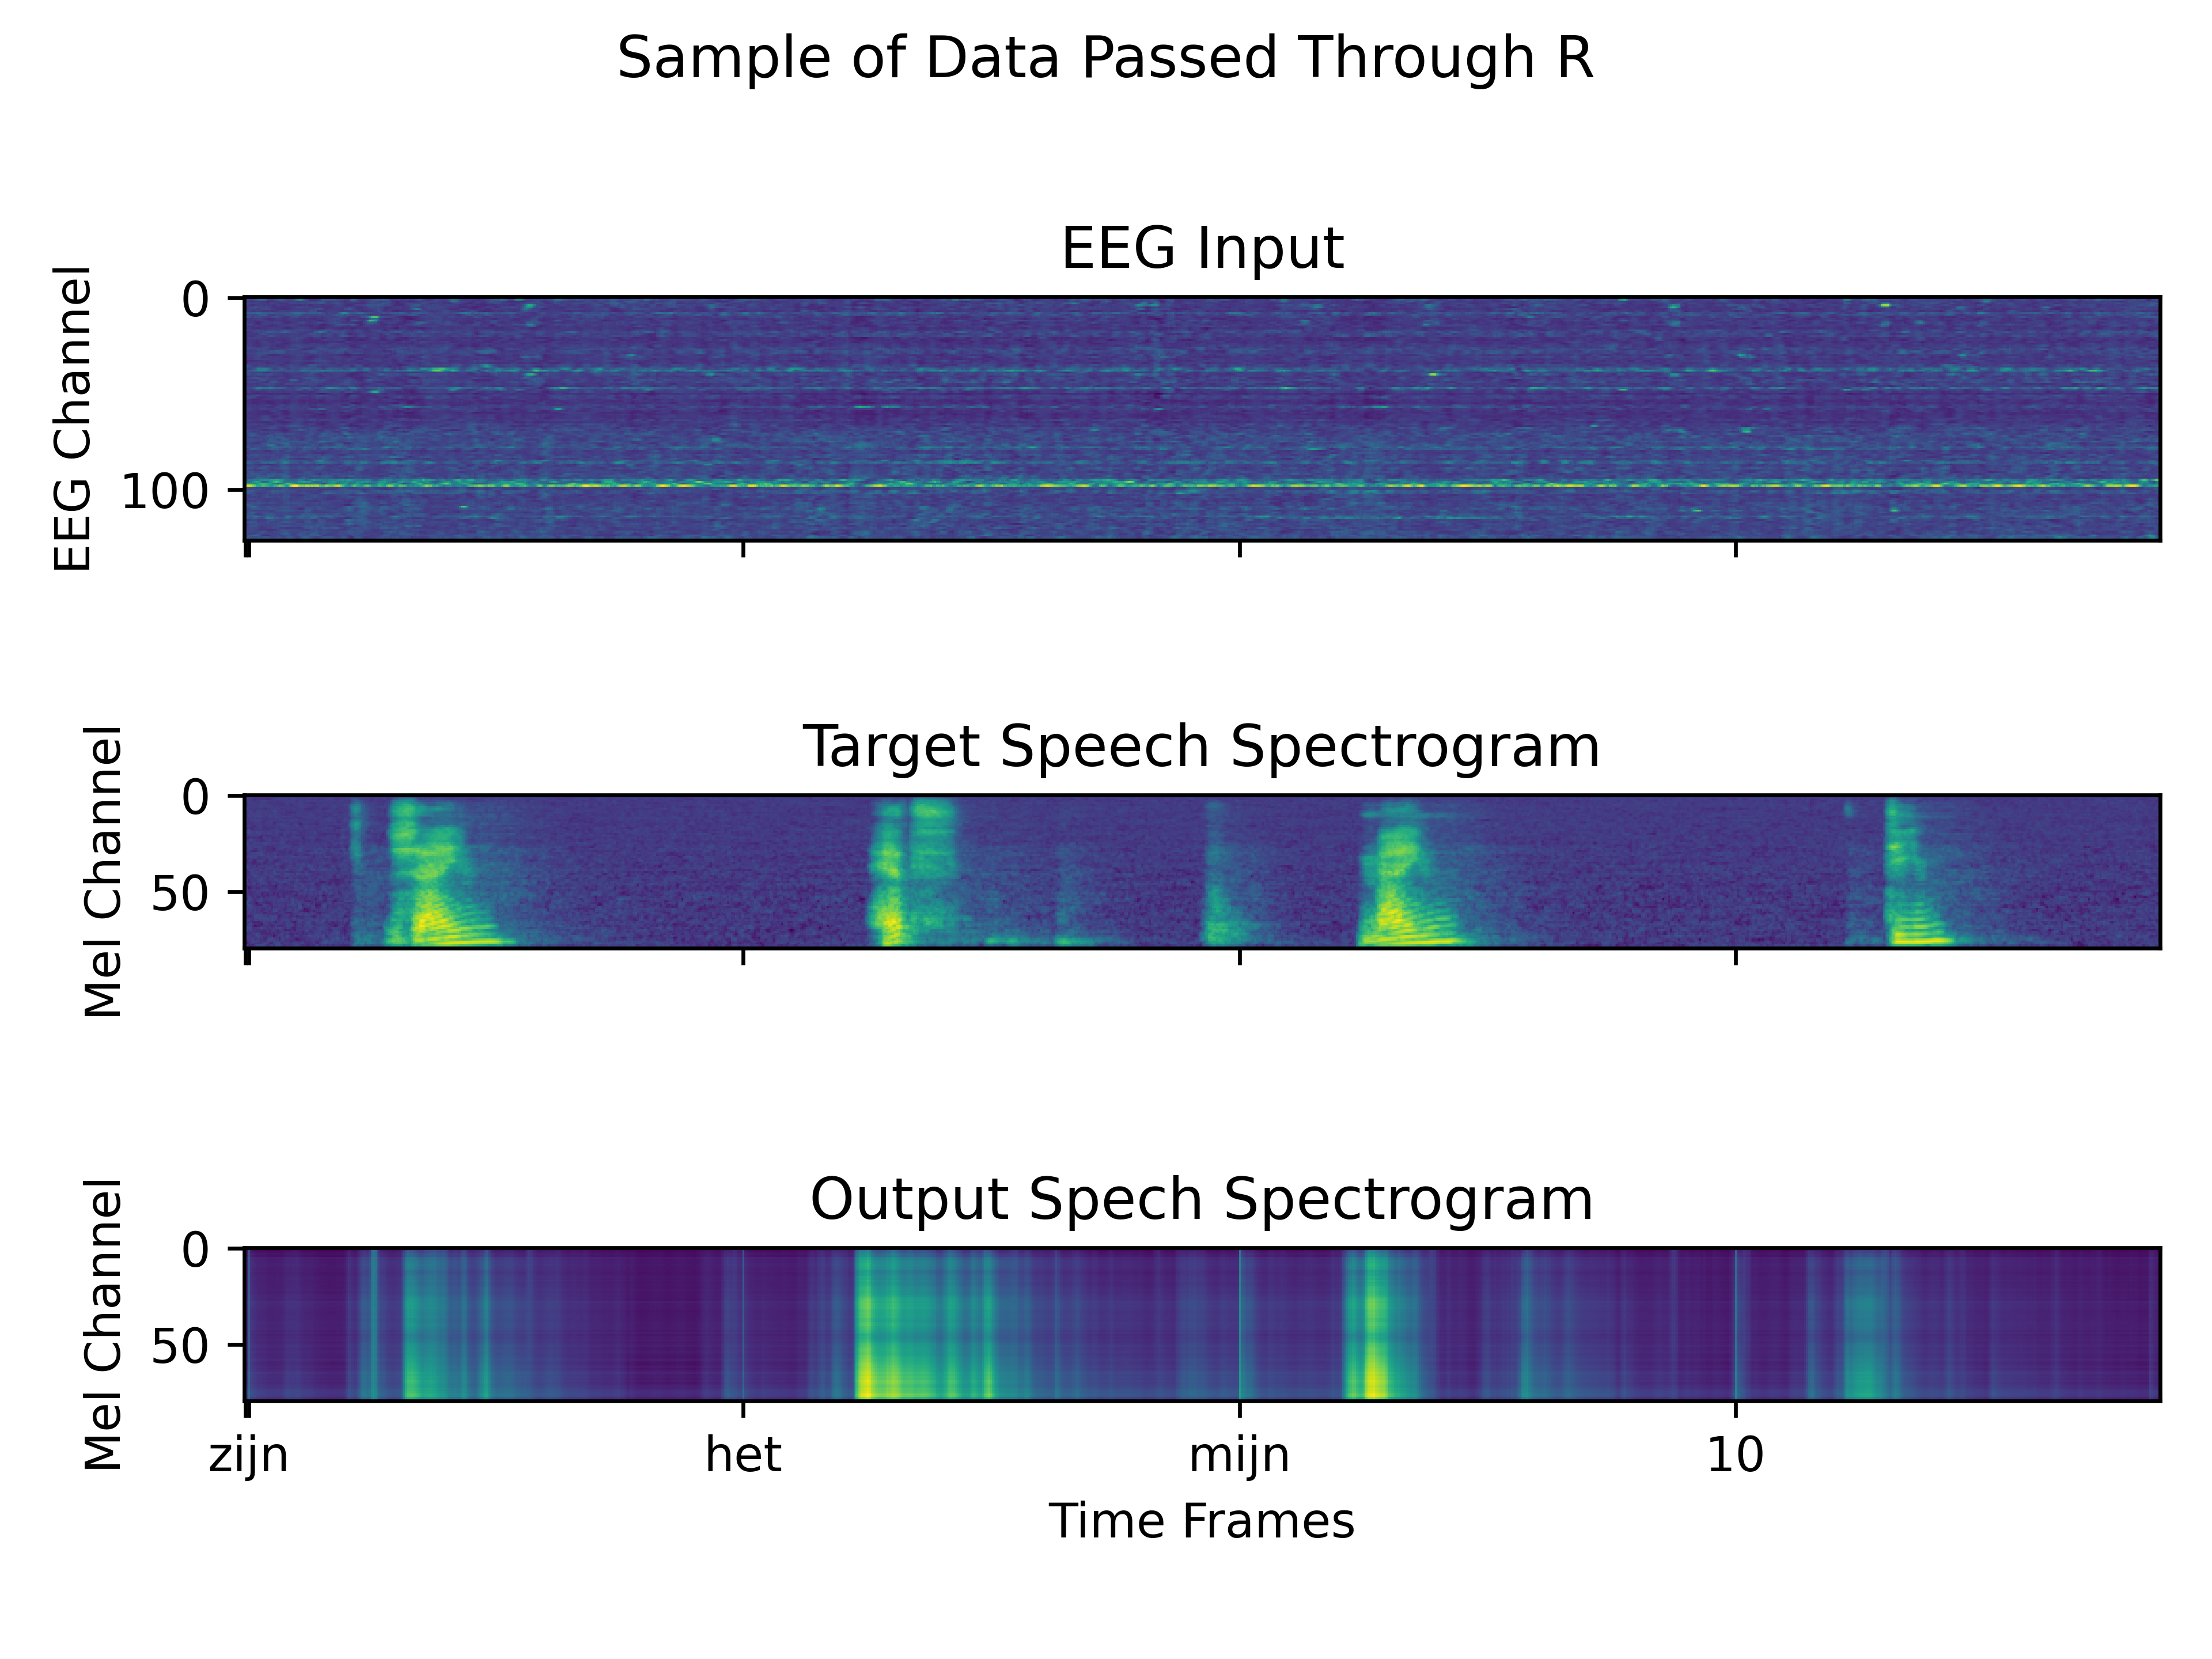 Sample of Data Passed Through R
EEG Input
EEG Channel
0
100
Target Speech Spectrogram
Mel Channel
0
50
Output Spech Spectrogram
Mel Channel
0
50
zijn het mijn 10
Time Frames